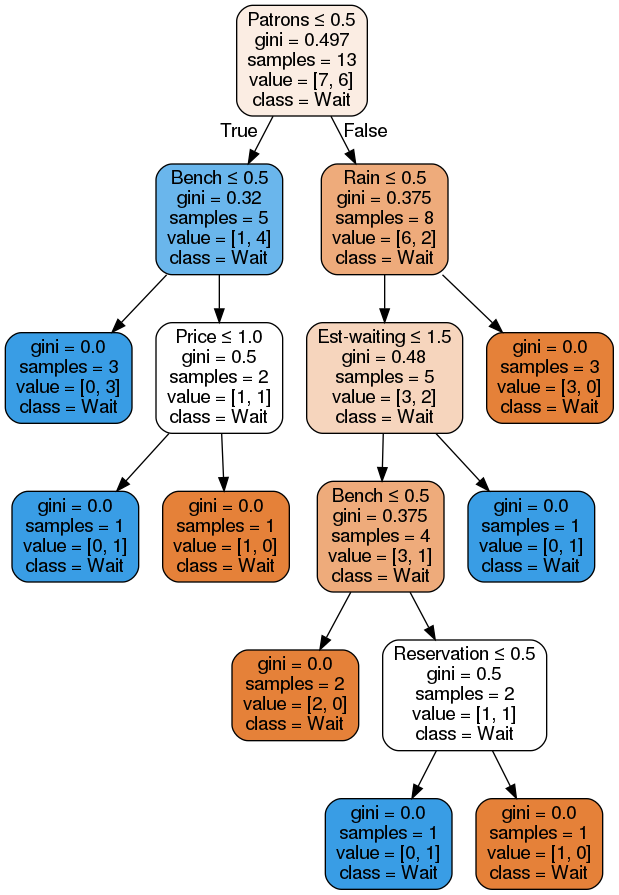 Patrons ≤ 0.5
gini = 0.497
samples = 13
value = [7, 6]
class = Wait
True
False
Bench ≤ 0.5
gini = 0.32
samples = 5
value = [1, 4]
class = Wait
Rain ≤ 0.5
gini = 0.375
samples = 8
value = [6, 2]
class = Wait
gini = 0.0
samples = 3
value = [0, 3]
class = Wait
Price ≤ 1.0
gini = 0.5
samples = 2
value = [1, 1]
class = Wait
Est-waiting ≤ 1.5
gini = 0.48
samples = 5
value = [3, 2]
class = Wait
gini = 0.0
samples = 3
value = [3, 0]
class = Wait
gini = 0.0
samples = 1
value = [0, 1]
class = Wait
gini = 0.0
samples = 1
value = [1, 0]
class = Wait
Bench ≤ 0.5
gini = 0.375
samples = 4
value = [3, 1]
class = Wait
gini = 0.0
samples = 1
value = [0, 1]
class = Wait
gini = 0.0
samples = 2
value = [2, 0]
class = Wait
Reservation ≤ 0.5
gini = 0.5
samples = 2
value = [1, 1]
class = Wait
gini = 0.0
samples = 1
value = [0, 1]
class = Wait
gini = 0.0
samples = 1
value = [1, 0]
class = Wait